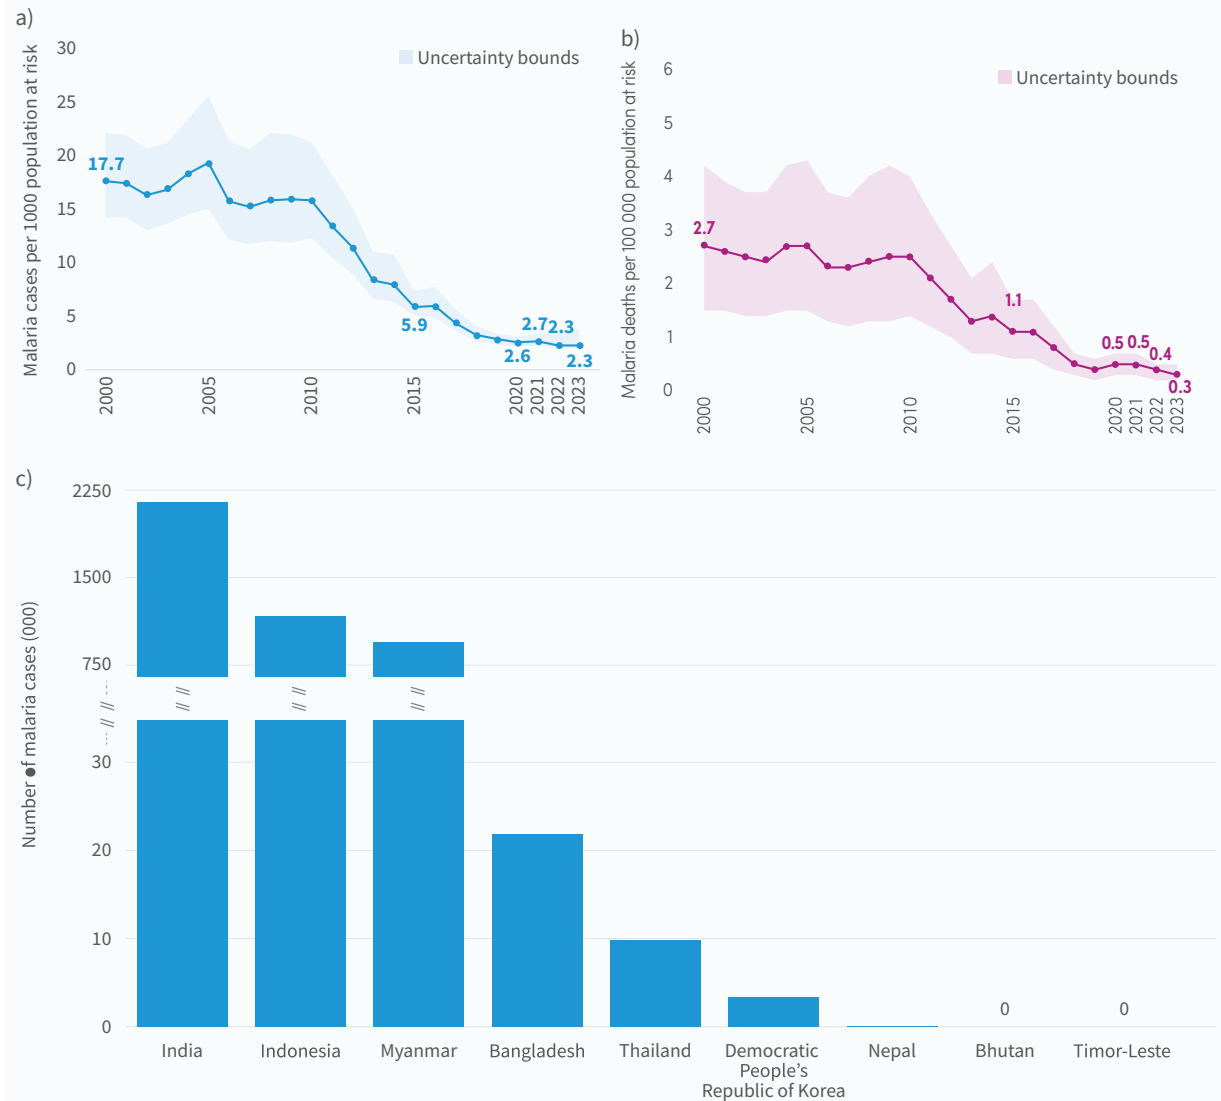 a)
Malaria cases per 1000 population at risk
30
25
20
15
10
5
0
Uncertainty bounds
17.7
5.9
2.6
2.7
2.3
2.3
2000
2005
2010
2015
2020
2021
2022
2023
b)
Malaria deaths per 100 000 population at risk
6
5
4
3
2
1
0
Uncertainty bounds
2.7
1.1
0.5
0.5
0.4
0.3
2000
2005
2010
2015
2020
2021
2022
2023
c)
Number of malaria cases (000)
2250
1500
750
30
20
10
0
0
0
India
Indonesia
Myanmar
Bangladesh
Thailand
Democratic
People's
Republic of Korea
Nepal
Bhutan
Timor-Leste